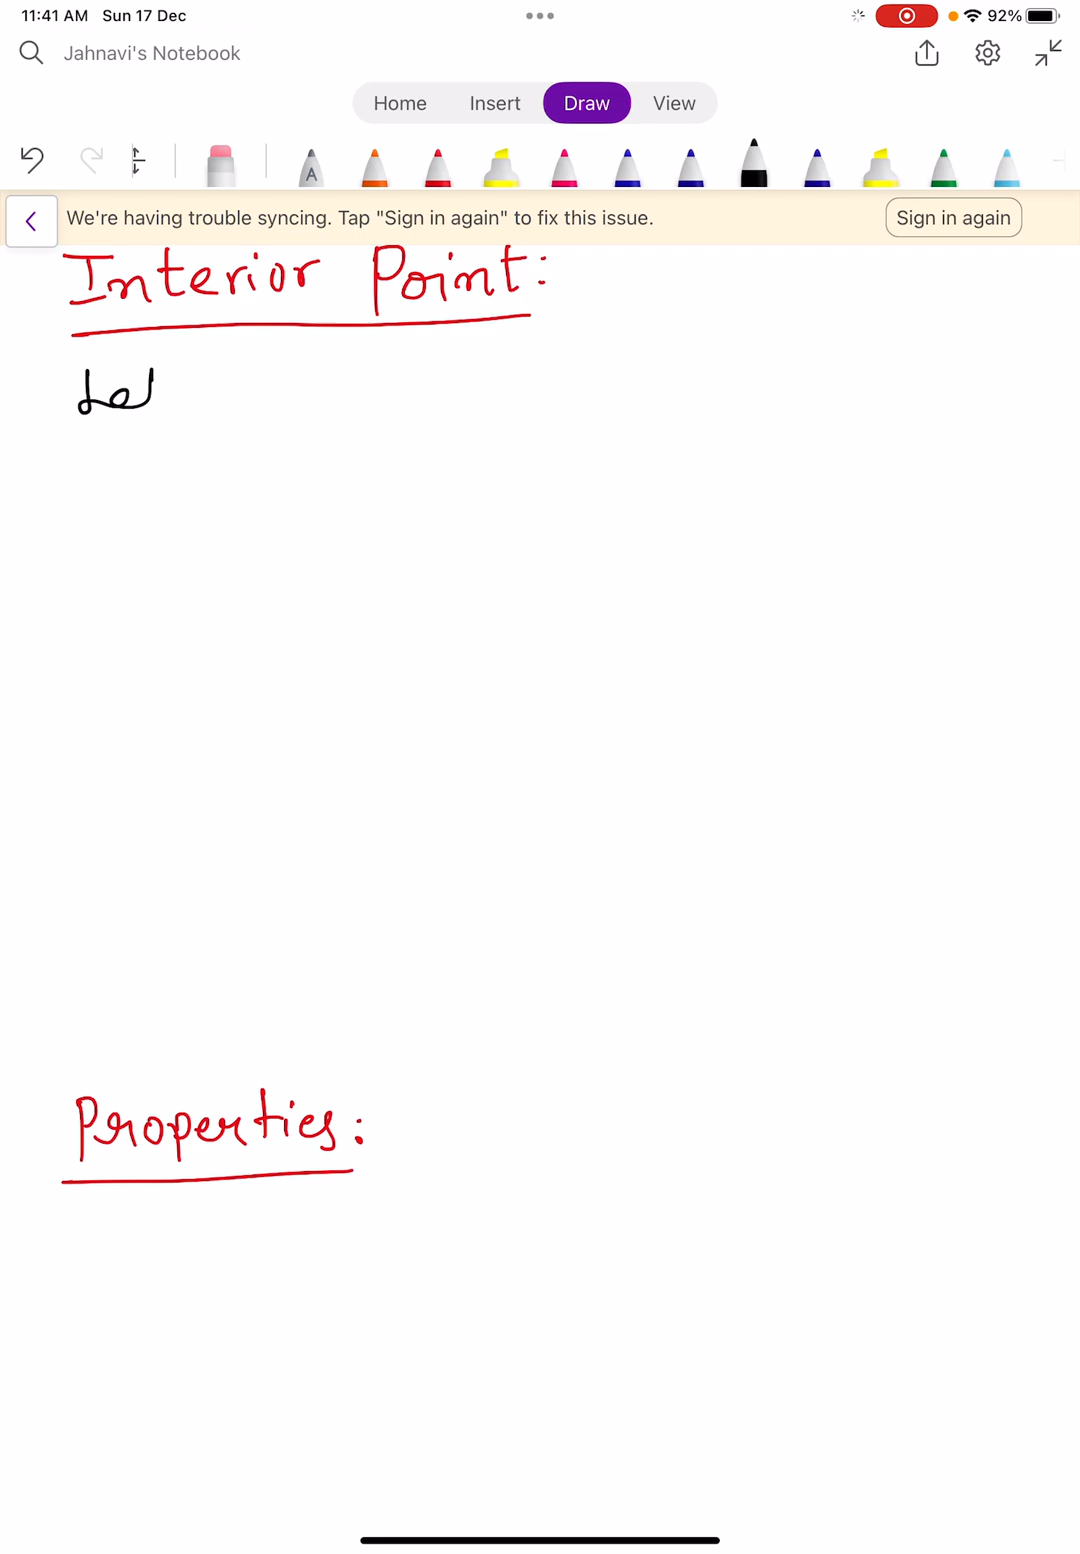 11:41 AM Sun 17 Dec
92%
Jahnavi's Notebook
Home Insert Draw View
A
We're having trouble syncing. Tap "Sign in again" to fix this issue.
Sign in again
Interior Point:
Let
Properties: